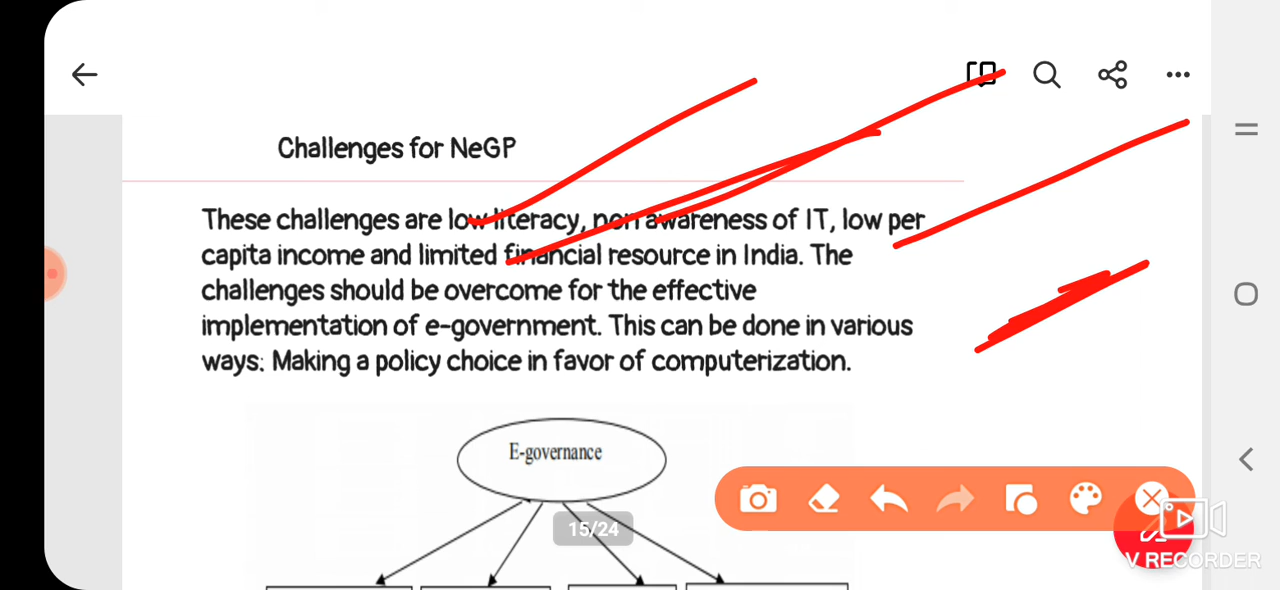 Challenges for NeGP
These challenges are low literacy, non awareness of IT, low per
capita income and limited financial resource in India. The
challenges should be overcome for the effective
implementation of e-government. This can be done in various
ways: Making a policy choice in favor of computerization.
E-governance
15/24
V RECORDER